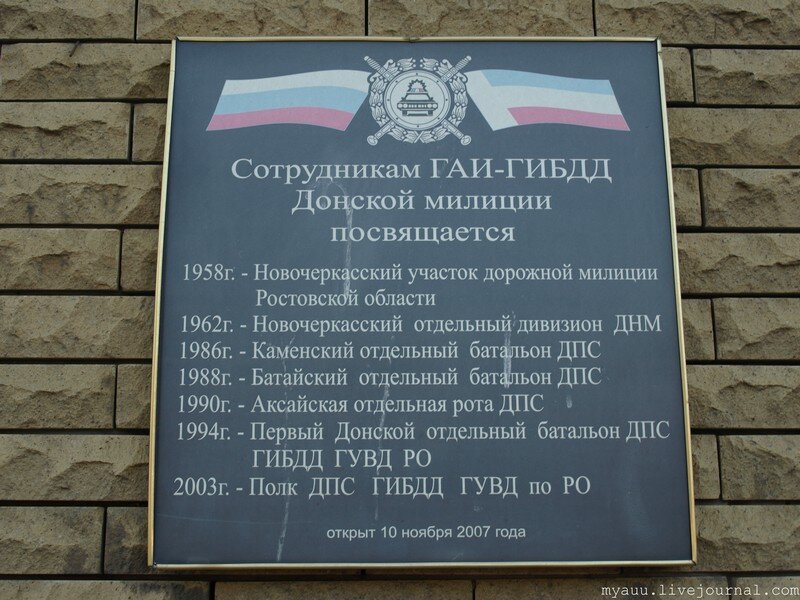 Сотрудникам ГАИ-ГИБДД
Донской милиции
посвящается
1958г. - Новочеркасский участок дорожной милиции
Ростовской области
1962г. - Новочеркасский отдельный дивизион ДНМ
1986г. - Каменский отдельный батальон ДПС
1988г. - Батайский отдельный батальон ДПС
1990г. - Аксайская отдельная рота ДПС
1994г. - Первый Донской отдельный батальон ДПС
ГИБДД ГУВД РО
2003г. - Полк ДПС ГИБДД ГУВД по РО
открыт 10 ноября 2007 года
myauu.livejournal.com